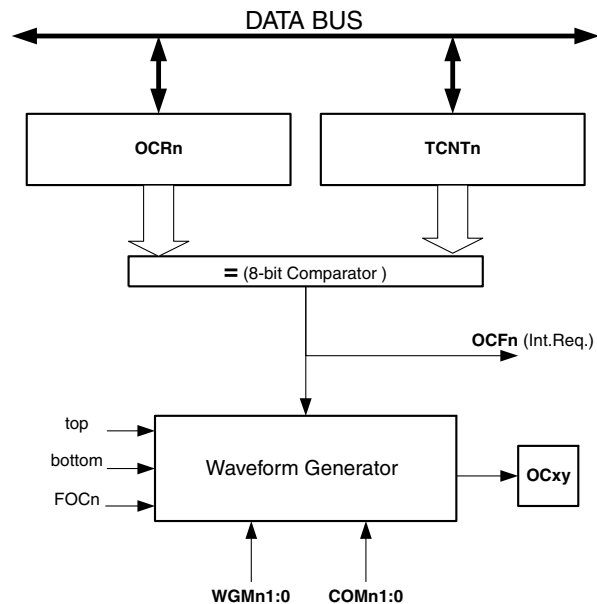 DATA BUS
OCRn
TCNTn
= (8-bit Comparator )
OCFn (Int.Req.)
top
bottom
FOCn
Waveform Generator
OCxy
WGMn1:0
COMn1:0